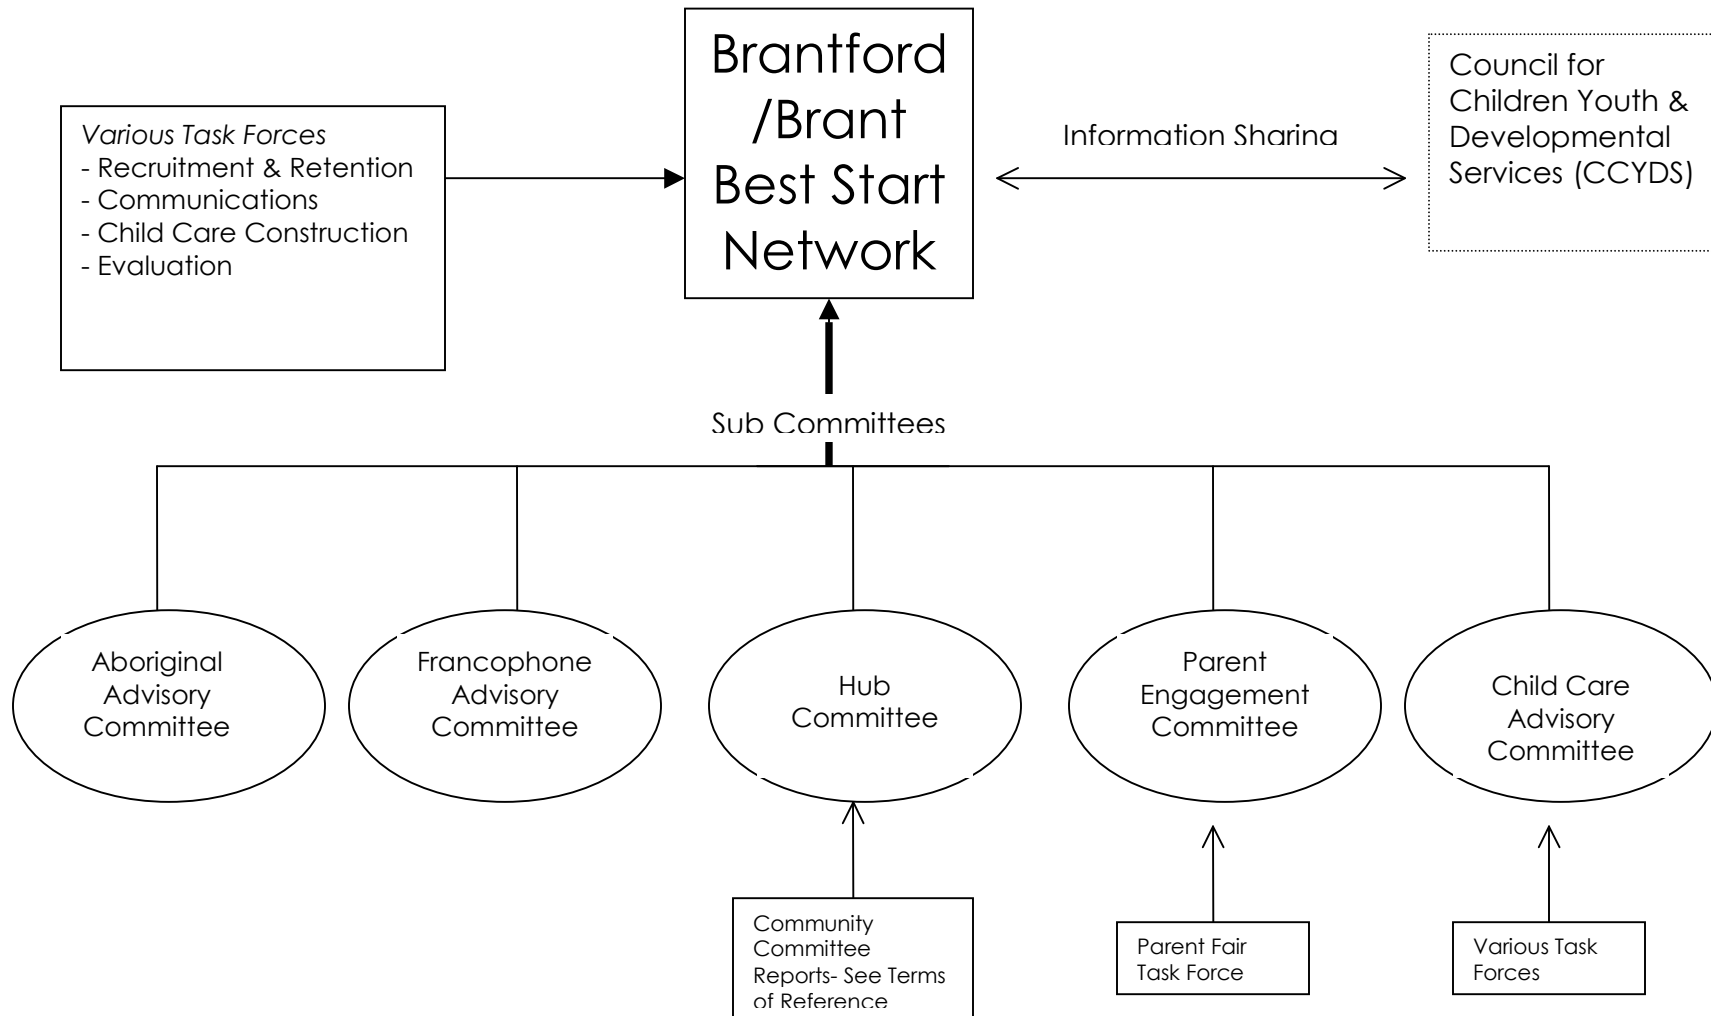 Brantford
/Brant
Best Start
Network
Various Task Forces
- Recruitment & Retention
- Communications
- Child Care Construction
- Evaluation
Information Sharing
Council for
Children Youth &
Developmental
Services (CCYDS)
Sub Committees
Aboriginal
Advisory
Committee
Francophone
Advisory
Committee
Hub
Committee
Parent
Engagement
Committee
Child Care
Advisory
Committee
Community
Committee
Reports- See Terms
of Reference
Parent Fair
Task Force
Various Task
Forces